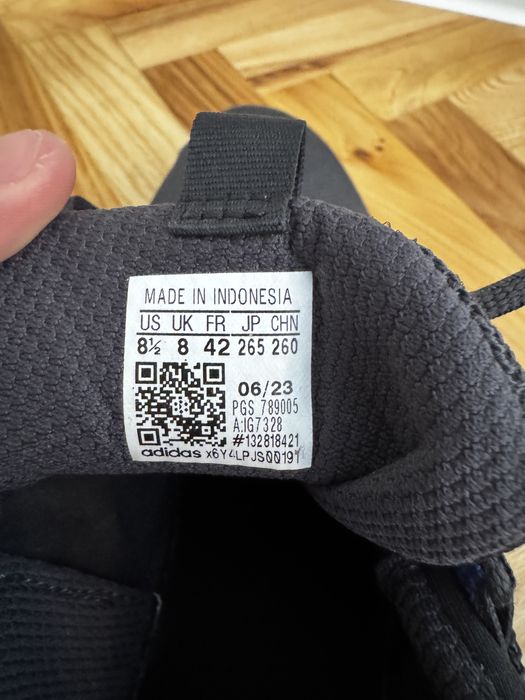 MADE IN INDONESIA
US UK FR JP CHN
8½ 8 42 265 260
06/23
PGS 789005
A:IG7328
#132818421
adidas X6Y4LPJS0019Y